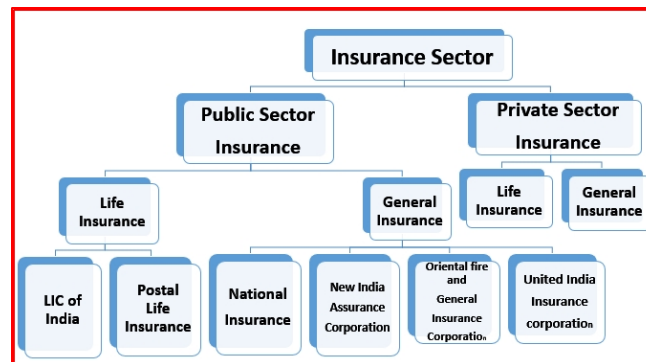 Insurance Sector
Public Sector
Insurance
Private Sector
Insurance
Life
Insurance
General
Insurance
Life
Insurance
General
Insurance
LIC of
India
Postal
Life
Insurance
National
Insurance
New India
Assurance
Corporation
Oriental fire
and
General
Insurance
Corporation
United India
Insurance
corporation